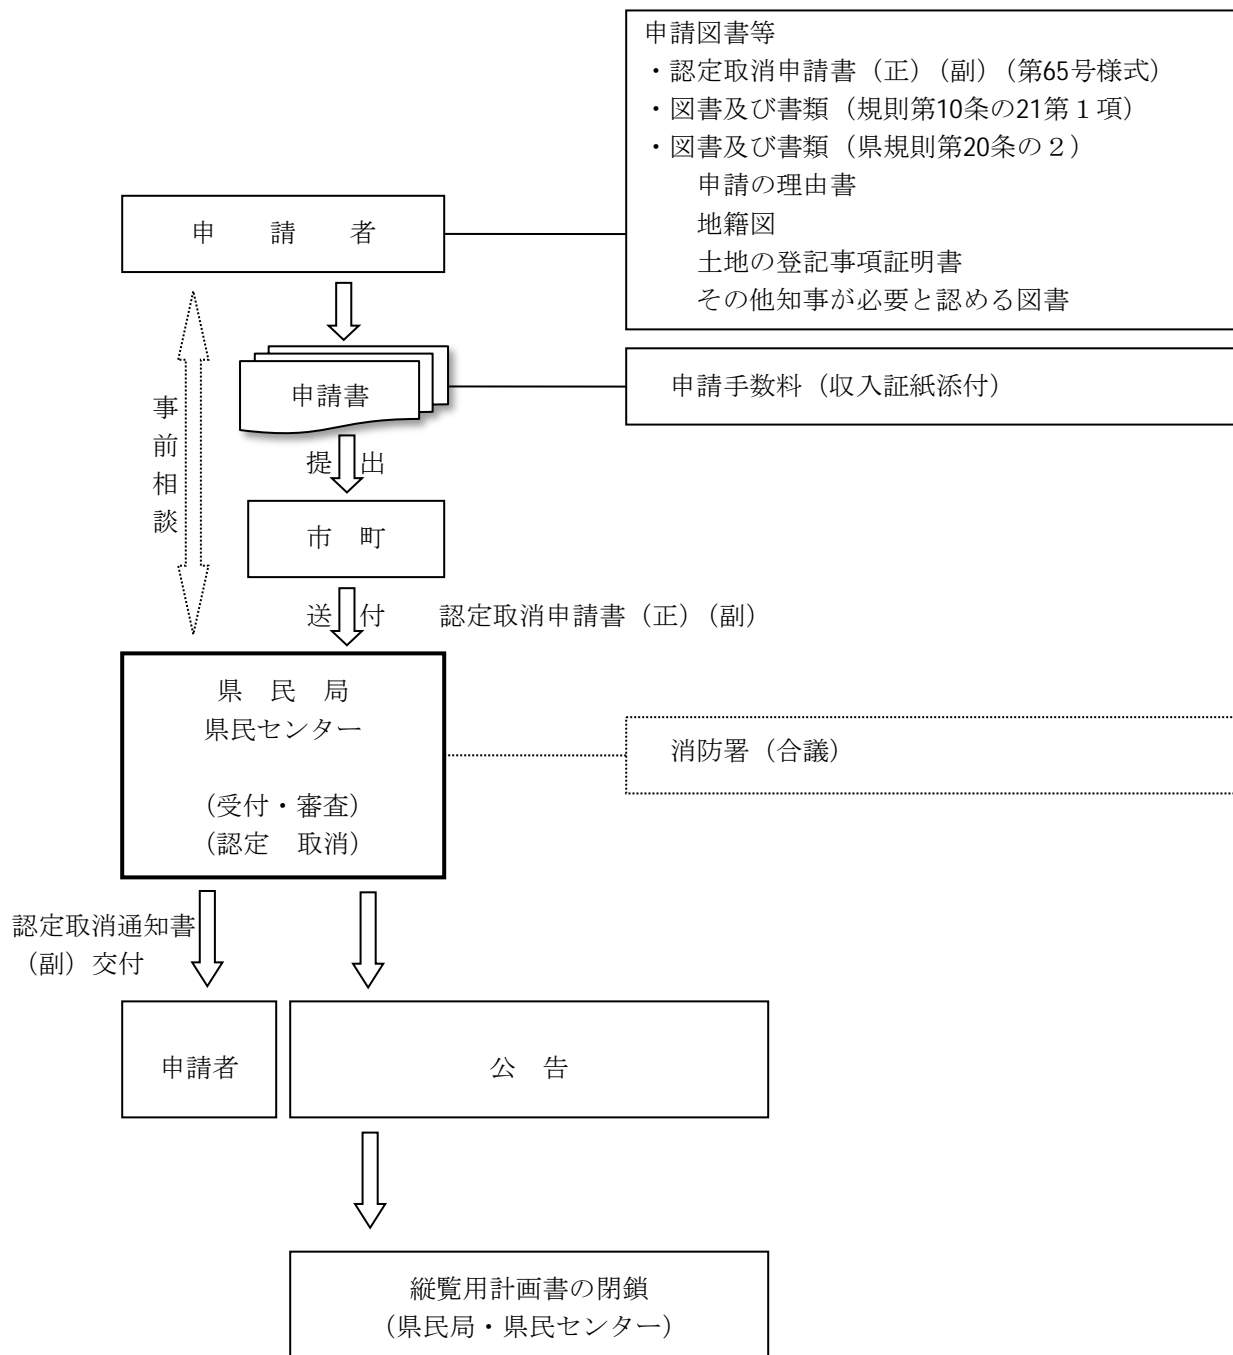 申請図書等
・認定取消申請書（正）（副）（第65号様式）
・図書及び書類（規則第10条の21第１項）
・図書及び書類（県規則第20条の２）
申請の理由書
地籍図
土地の登記事項証明書
その他知事が必要と認める図書
申　請　者
申請書
申請手数料（収入証紙添付）
事前相談
提出
市　町
送付　認定取消申請書（正）（副）
県　民　局
県民センター
（受付・審査）
（認定　取消）
消防署（合議）
認定取消通知書
（副）交付
申請者
公　告
縦覧用計画書の閉鎖
（県民局・県民センター）